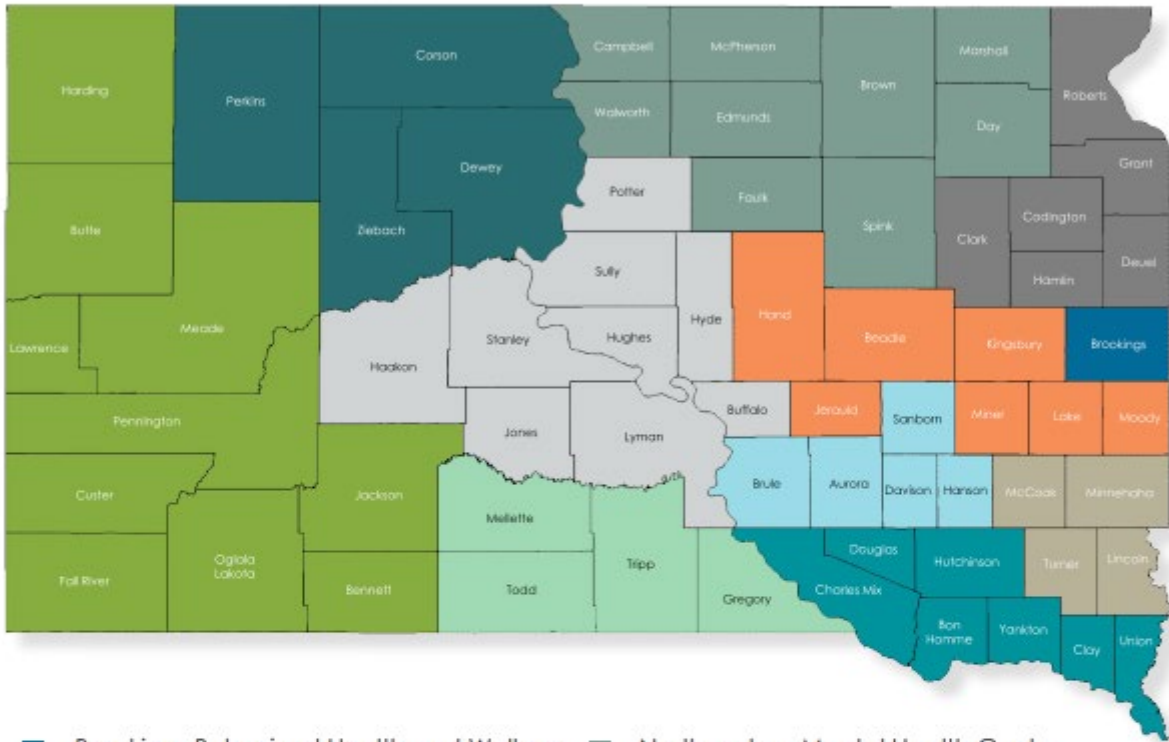 Harding
Perkins
Corson
Campbell
McPherson
Brown
Marshall
Roberts
Walworth
Edmunds
Day
Dewey
Grant
Butte
Ziebach
Potter
Faulk
Spink
Clark
Codington
Deuel
Hamlin
Meade
Sully
Lawrence
Haakon
Stanley
Hughes
Hyde
Hand
Beadle
Kingsbury
Brookings
Pennington
Jones
Lyman
Buffalo
Jerauld
Sanborn
Miner
Lake
Moody
Custer
Jackson
Brule
Aurora
Davison
Hanson
McCook
Minnehaha
Mellette
Fall River
Oglala
Lakota
Bennett
Todd
Tripp
Gregory
Charles Mix
Douglas
Hutchinson
Turner
Lincoln
Bon
Homme
Yankton
Clay
Union